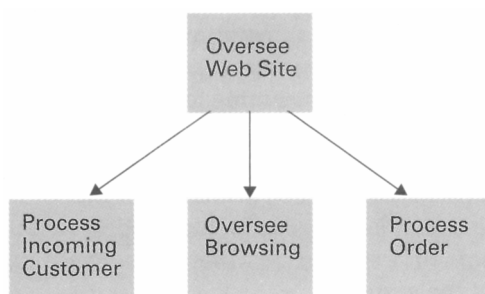 Oversee
Web Site
Process
Incoming
Customer
Oversee
Browsing
Process
Order